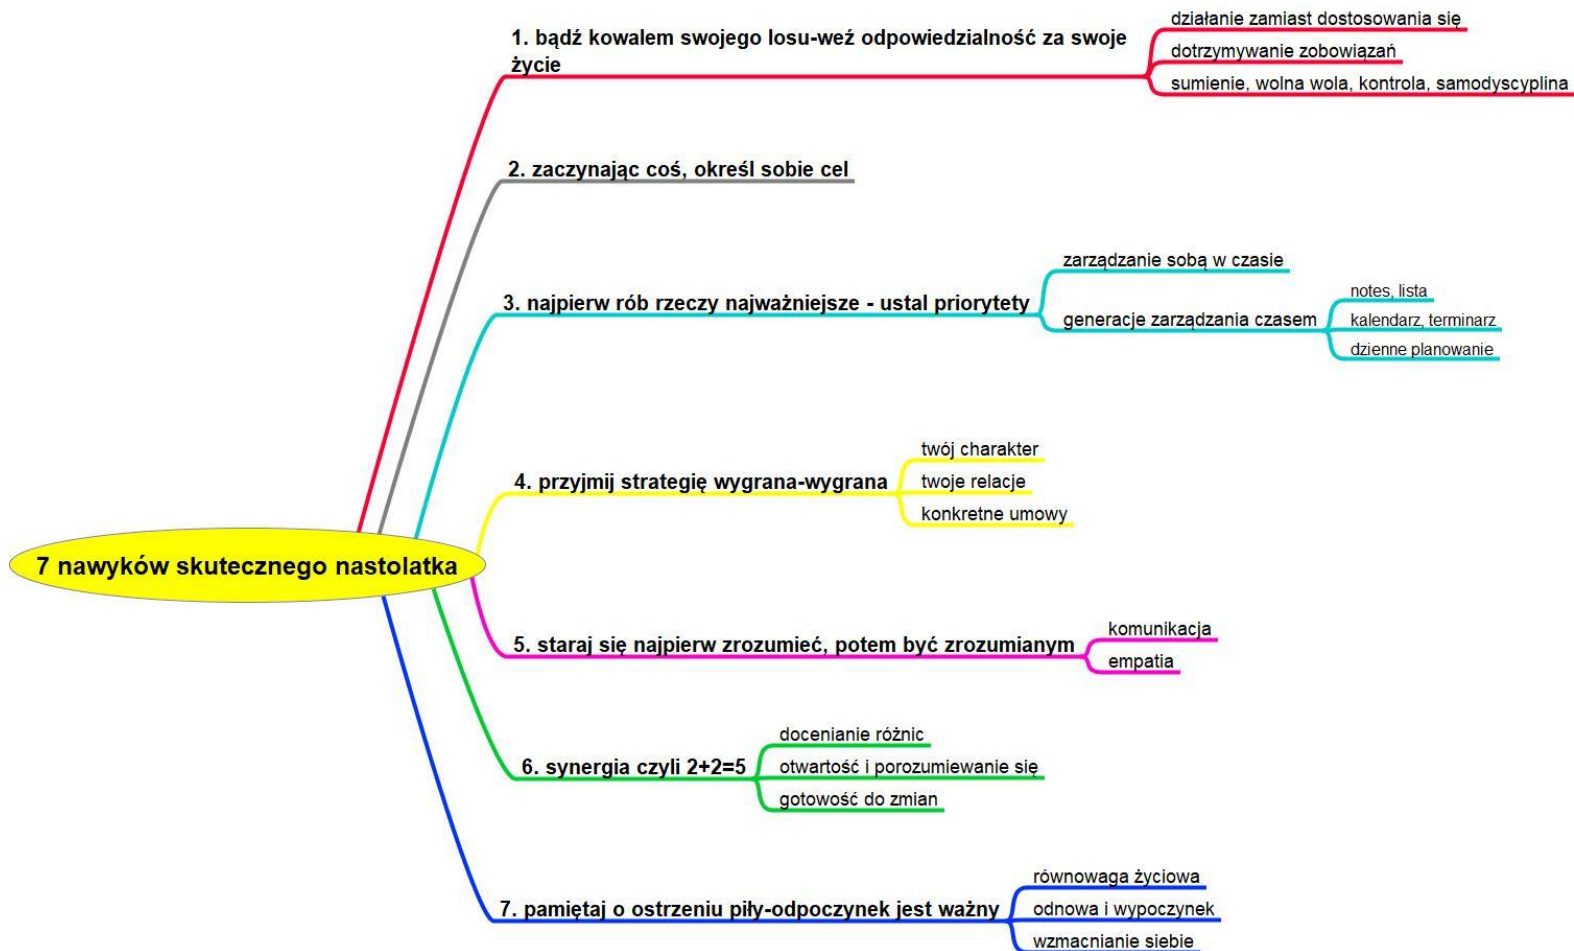 1. bądź kowalem swojego losu-weź odpowiedzialność za swoje
życie
działanie zamiast dostosowania się
dotrzymywanie zobowiązań
sumienie, wolna wola, kontrola, samodyscyplina
2. zaczynając coś, określ sobie cel
3. najpierw rób rzeczy najważniejsze - ustal priorytety
zarządzanie sobą w czasie
generacje zarządzania czasem
notes, lista
kalendarz, terminarz
dzienne planowanie
4. przyjmij strategię wygrana-wygrana
twój charakter
twoje relacje
konkretne umowy
7 nawyków skutecznego nastolatka
5. staraj się najpierw zrozumieć, potem być zrozumianym
komunikacja
empatia
6. synergia czyli 2+2=5
docenianie różnic
otwartość i porozumiewanie się
gotowość do zmian
7. pamiętaj o ostrzeniu piły-odpoczynek jest ważny
równowaga życiowa
odnowa i wypoczynek
wzmacnianie siebie